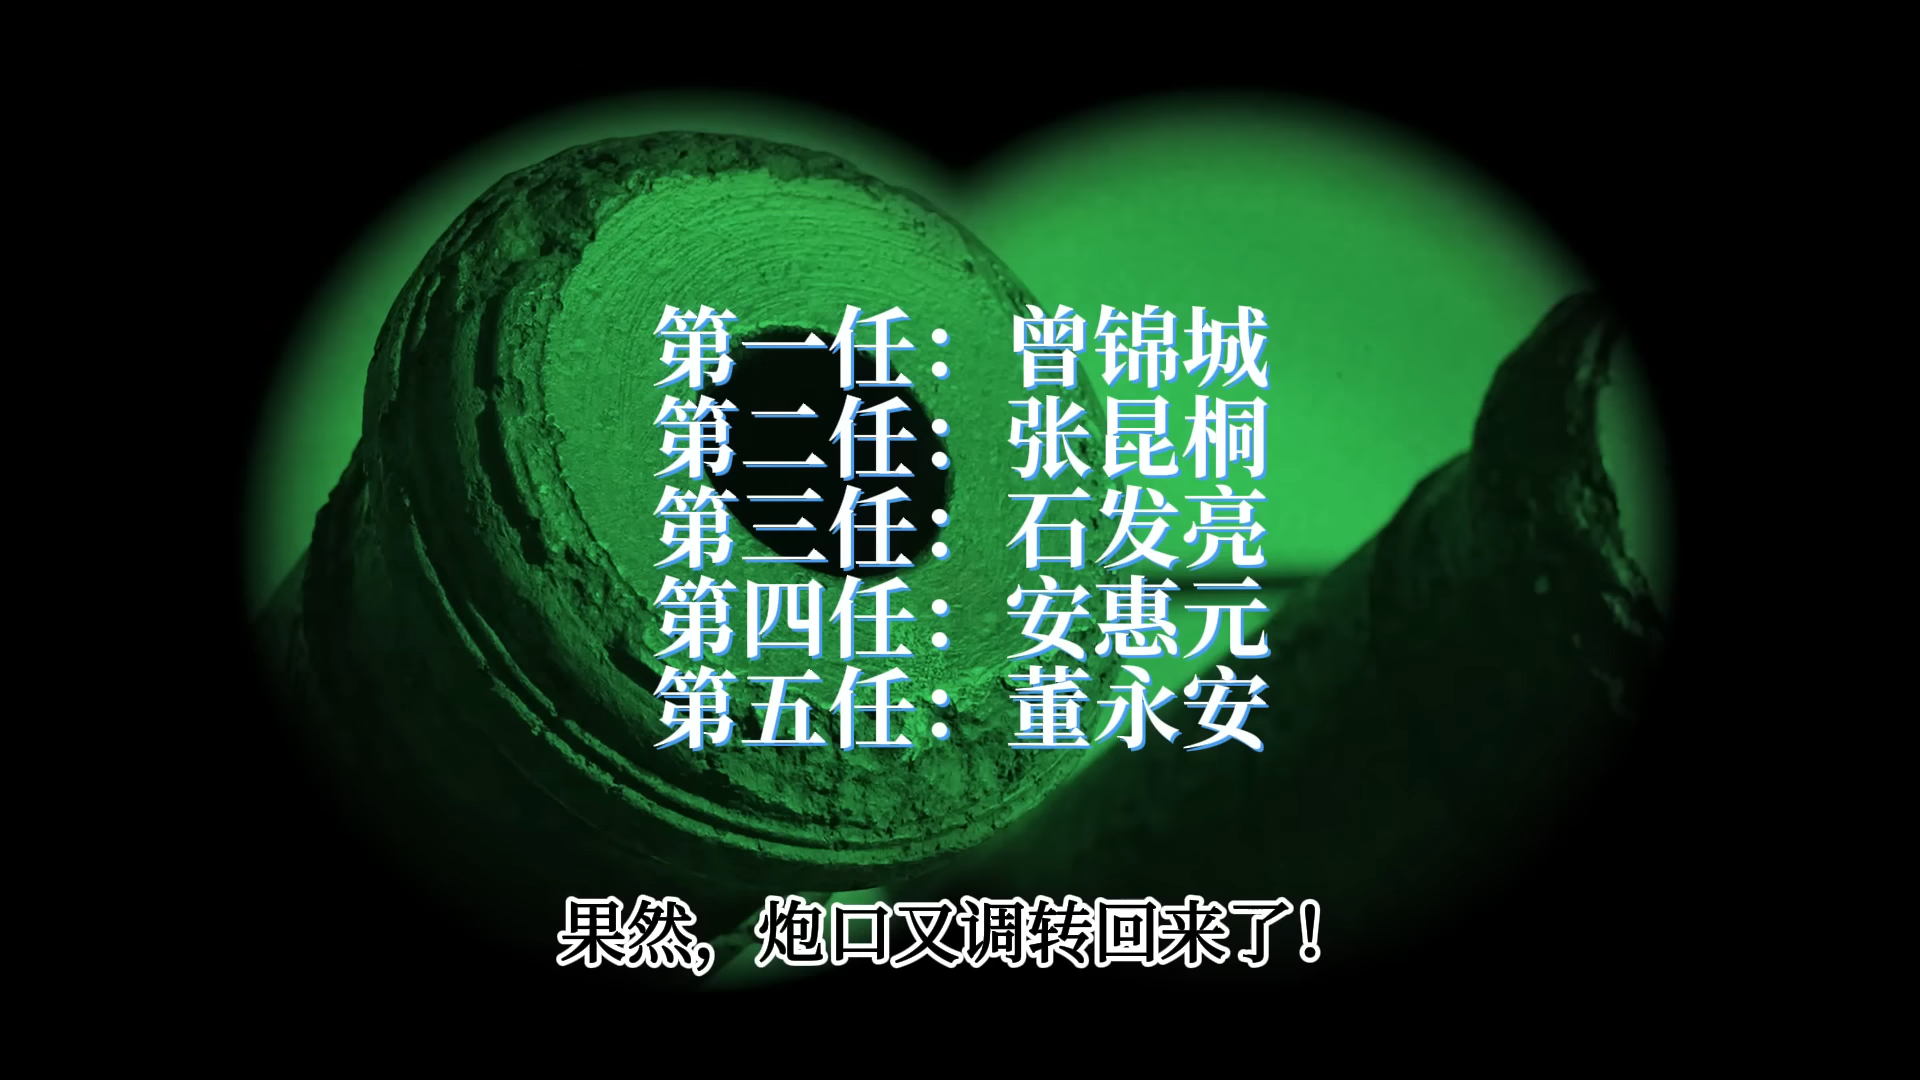 第一任：曾锦城
第二任：张昆桐
第三任：石发亮
第四任：安惠元
第五任：董永安
果然，炮口又调转回来了！